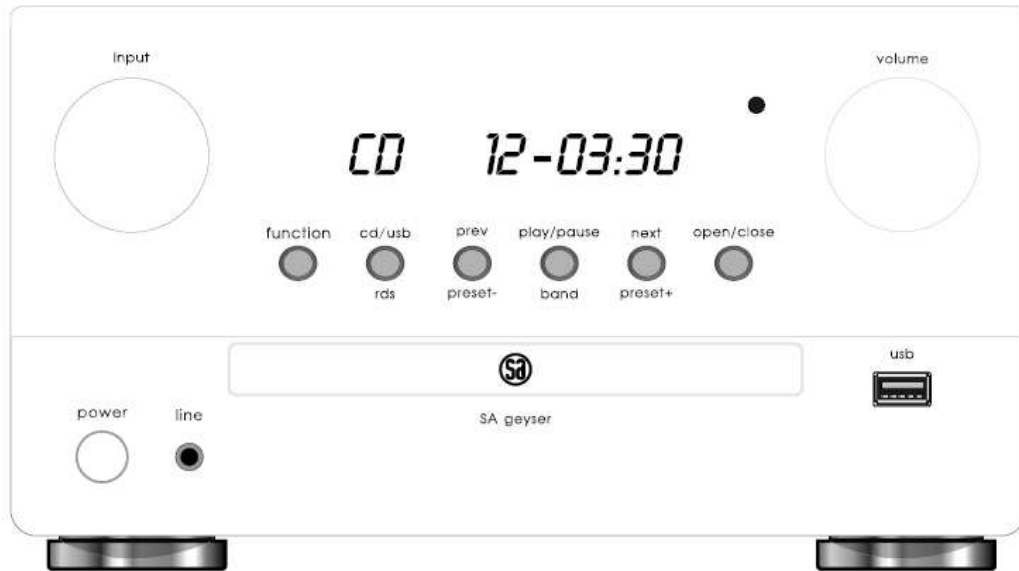 input
volume
CD 12-03:30
function cd/usb prev play/pause next open/close
rds preset- band preset+
usb
sa
power line
SA geyser